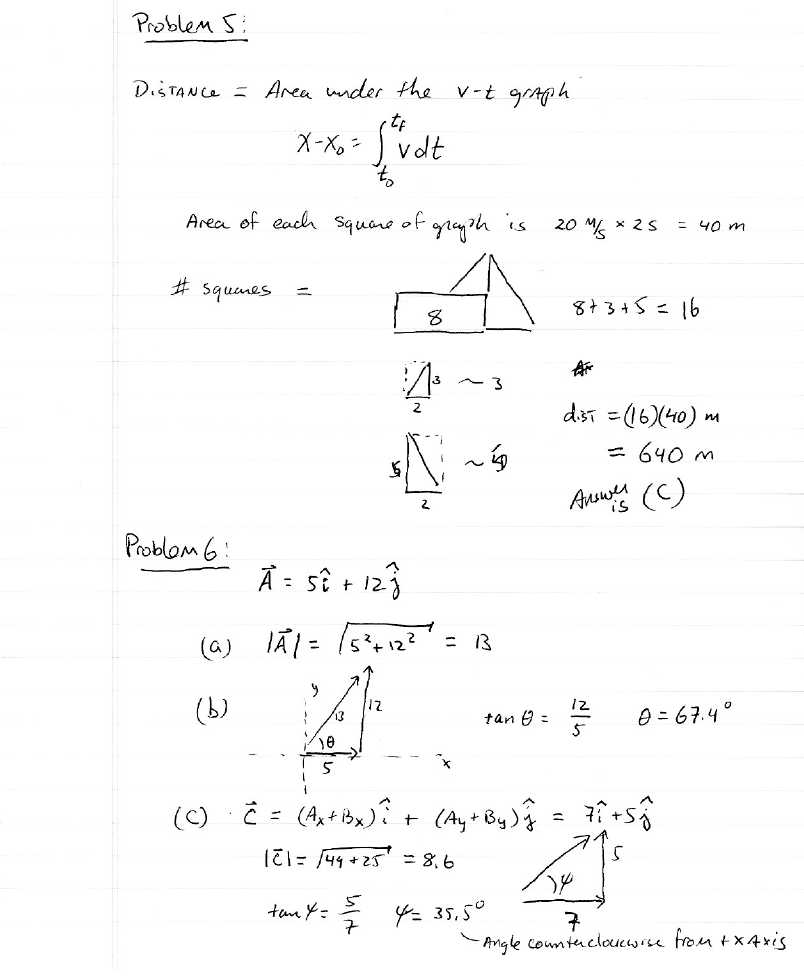 Problem 5:
Distance = Area under the v-t graph
X-X₀ = ∫ t₀ tf v dt
Area of each square of graph is 20 m/s × 2 s = 40 m
# squares =
8
8+3+5 = 16
3 ~ 3
2
dist = (16)(40) m
= 640 m
5 ~
2
Answer is (C)
Problem 6:
A⃗ = 5î + 12ĵ
(a) |A⃗| = √5²+12² = 13
(b)
y
13
12
θ
5
x
tan θ = 12/5 θ = 67.4°
(C) C⃗ = (Ax+Bx)î + (Ay+By)ĵ = 7î + 5ĵ
|C⃗| = √49+25 = 8.6
5
ψ
7
tan ψ = 5/7 ψ = 35.5°
Angle counterclockwise from +x Axis